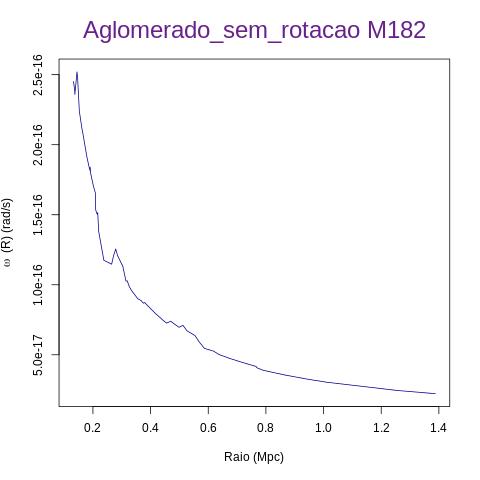 Aglomerado_sem_rotacao M182
2.5e-16
2.0e-16
1.5e-16
1.0e-16
5.0e-17
ω (R) (rad/s)
0.2 0.4 0.6 0.8 1.0 1.2 1.4
Raio (Mpc)